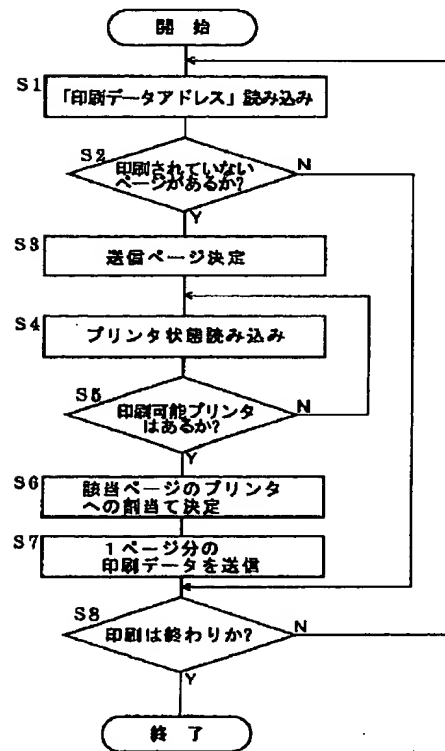 開始
S1
「印刷データアドレス」読み込み
S2
印刷されていない
ページがあるか?
N
Y
S3
送信ページ決定
S4
プリンタ状態読み込み
S5
印刷可能プリンタ
はあるか?
N
Y
S6
該当ページのプリンタ
への割当て決定
S7
1ページ分の
印刷データを送信
S8
印刷は終わりか?
N
Y
終了